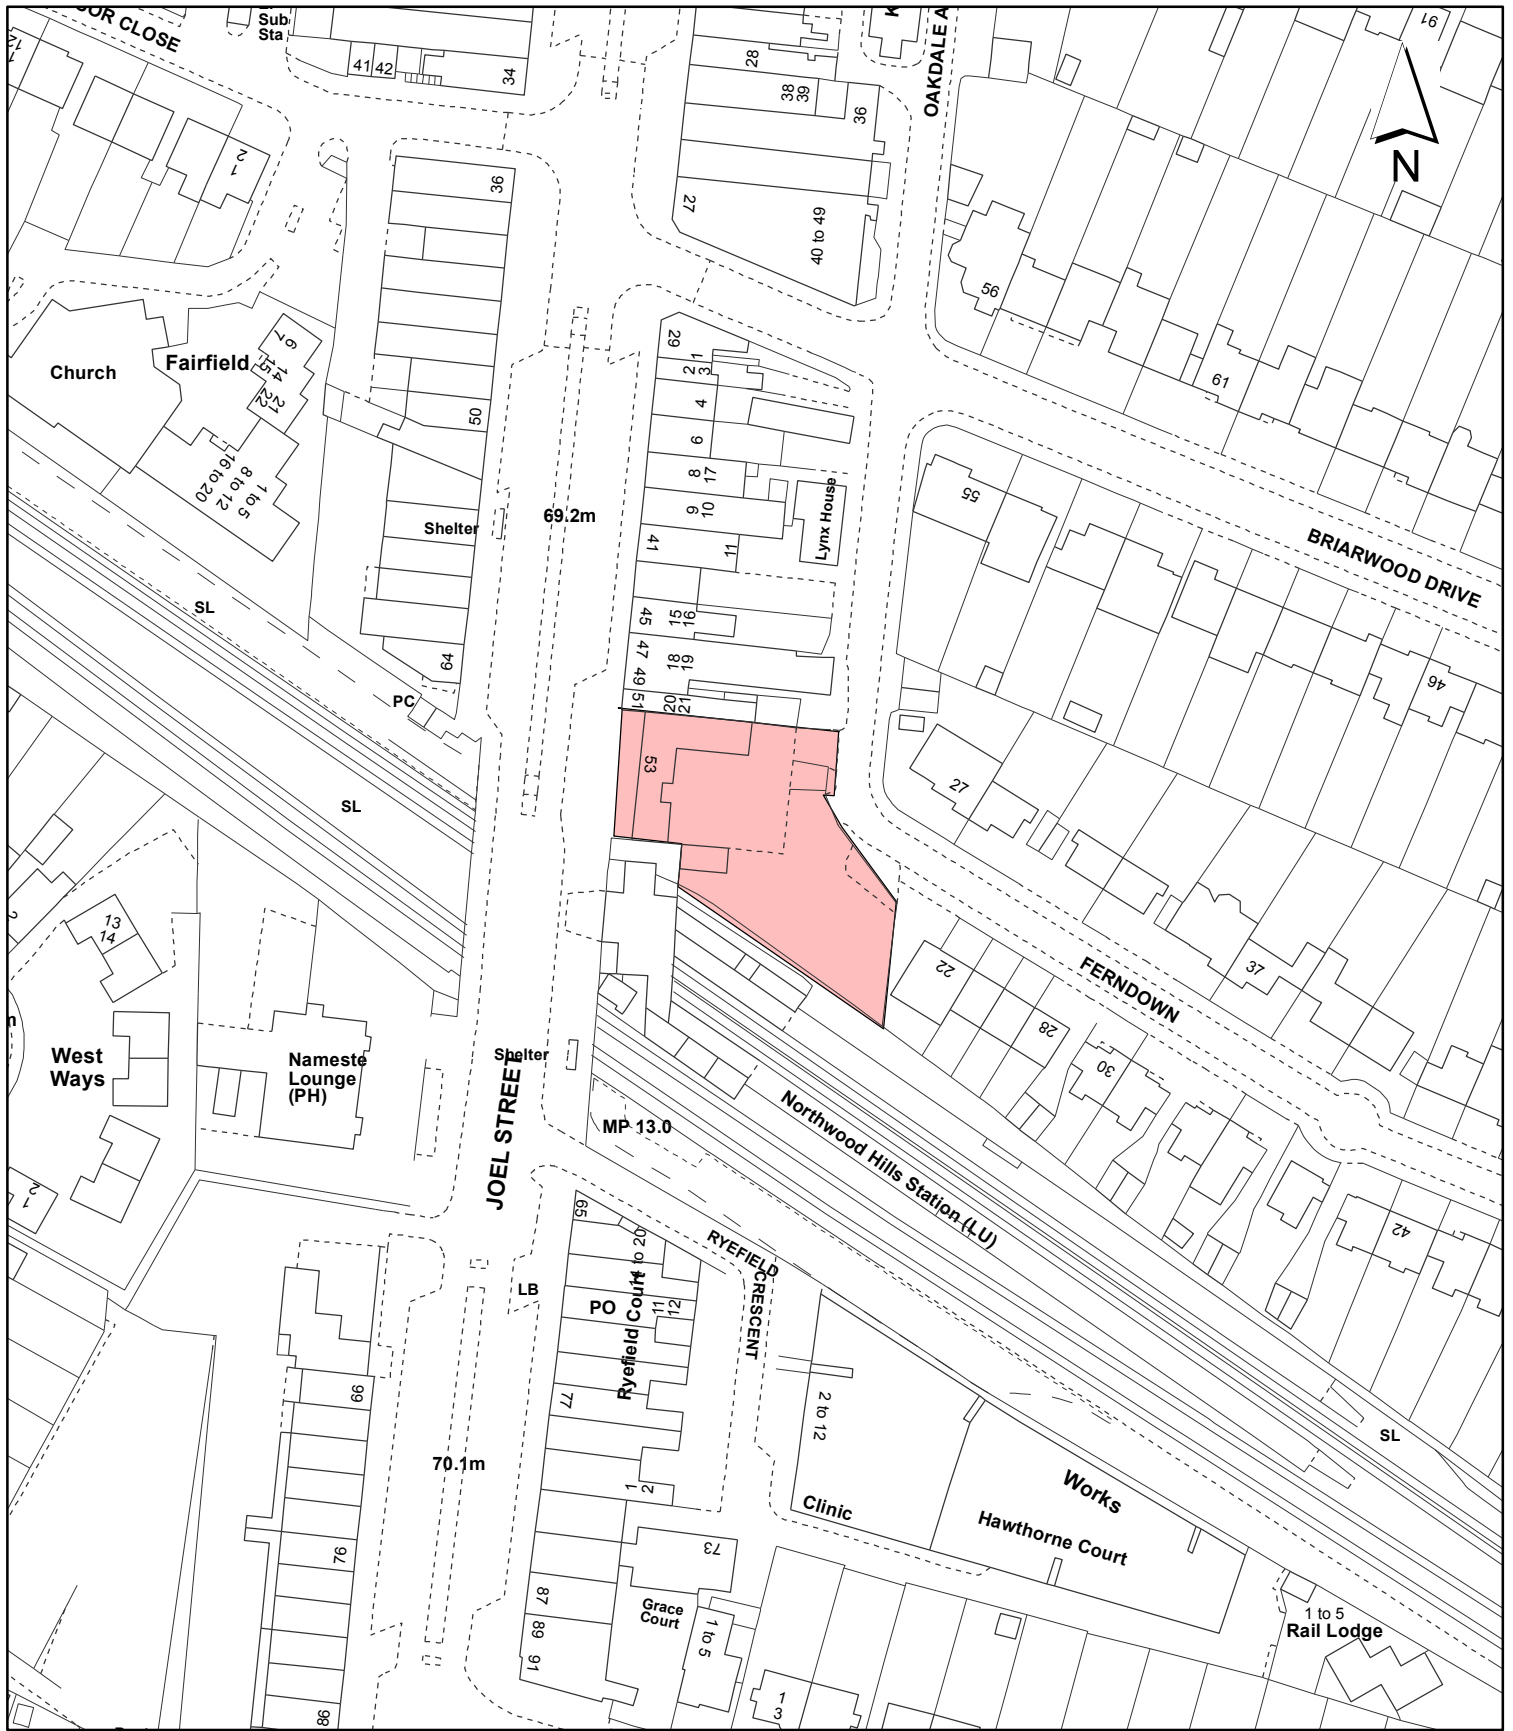 OR CLOSE
Sub
Sta
41
42
34
28
38
39
36
OAKDALE A
91
N
12
1
2
36
27
40 to 49
56
61
Church
Fairfield
6
7
14
15
21
22
1 to 5
8 to 12
16 to 20
50
29
1
2
3
4
6
8
17
9
10
41
11
Lynx House
69.2m
Shelter
55
BRIARWOOD DRIVE
SL
45
15
16
47
18
19
49
51
20
21
64
PC
46
53
27
SL
2
13
14
22
FERNDOWN
37
28
30
West
Ways
Nameste
Lounge
(PH)
Shelter
JOEL STREET
MP 13.0
Northwood Hills Station (LU)
1
2
65
14 to 20
RYEFIELD
CRESCENT
42
LB
PO
11
12
Ryefield Court
66
77
2 to 12
SL
70.1m
1
2
Clinic
Works
Hawthorne Court
76
73
87
89
91
Grace
Court
1 to 5
1 to 5
Rail Lodge
86
1
3